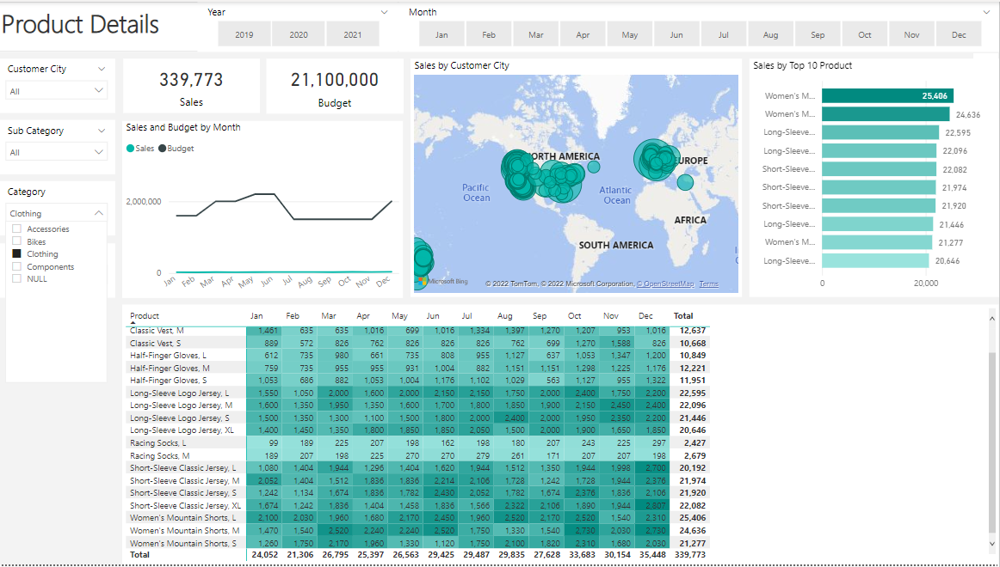 Product Details
Year
2019 2020 2021
Month
Jan Feb Mar Apr May Jun Jul Aug Sep Oct Nov Dec
Customer City
All
Sub Category
All
Category
Clothing
Accessories
Bikes
Clothing
Components
NULL
339,773
Sales
21,100,000
Budget
Sales and Budget by Month
Sales Budget
2,000,000
0
Jan Feb Mar Apr May Jun Jul Aug Sep Oct Nov Dec
Sales by Customer City
NORTH AMERICA
EUROPE
Pacific
Ocean
Atlantic
Ocean
AFRICA
SOUTH AMERICA
Microsoft Bing
© 2022 TomTom, © 2022 Microsoft Corporation, © OpenStreetMap Terms
Sales by Top 10 Product
Women's M... 25,406
Women's M... 24,636
Long-Sleeve... 22,595
Long-Sleeve... 22,096
Short-Sleeve... 22,082
Short-Sleeve... 21,974
Short-Sleeve... 21,920
Long-Sleeve... 21,446
Women's M... 21,277
Long-Sleeve... 20,646
0 20,000
Product Jan Feb Mar Apr May Jun Jul Aug Sep Oct Nov Dec Total
Classic Vest, M 1,461 635 635 1,016 699 1,016 1,334 1,397 1,270 1,207 953 1,016 12,637
Classic Vest, S 889 572 826 762 826 826 826 762 699 1,270 1,588 826 10,668
Half-Finger Gloves, L 612 735 980 661 735 808 955 1,127 637 1,053 1,347 1,200 10,849
Half-Finger Gloves, M 759 735 955 955 931 1,004 882 1,151 1,151 1,298 1,225 1,176 12,221
Half-Finger Gloves, S 1,053 686 882 1,053 1,004 1,176 1,102 1,029 563 1,127 955 1,322 11,951
Long-Sleeve Logo Jersey, L 1,550 1,050 2,000 1,600 2,000 2,150 2,150 1,750 2,000 2,400 1,750 2,200 22,595
Long-Sleeve Logo Jersey, M 1,600 1,350 1,950 1,350 1,600 1,700 1,800 1,850 1,900 2,150 2,450 2,400 22,096
Long-Sleeve Logo Jersey, S 1,500 1,350 1,300 1,100 1,500 1,800 2,000 2,400 2,000 1,950 2,350 2,200 21,446
Long-Sleeve Logo Jersey, XL 1,400 1,450 1,350 1,800 1,850 1,850 2,050 1,500 2,000 1,900 1,650 1,850 20,646
Racing Socks, L 99 189 225 207 198 162 198 180 207 243 225 297 2,427
Racing Socks, M 189 207 198 225 270 270 279 261 171 207 207 198 2,679
Short-Sleeve Classic Jersey, L 1,080 1,404 1,944 1,296 1,404 1,620 1,944 1,512 1,350 1,944 1,998 2,700 20,192
Short-Sleeve Classic Jersey, M 2,052 1,404 1,512 1,836 1,836 2,214 2,106 1,728 1,242 1,728 1,944 2,376 21,974
Short-Sleeve Classic Jersey, S 1,242 1,134 1,674 1,836 1,782 2,430 2,052 1,782 1,674 2,376 1,836 2,106 21,920
Short-Sleeve Classic Jersey, XL 1,674 1,242 1,836 1,404 1,458 1,836 1,566 2,322 2,106 1,890 1,944 2,807 22,082
Women's Mountain Shorts, L 2,100 2,030 1,960 1,680 2,170 2,450 1,960 2,520 2,170 2,520 1,540 2,310 25,406
Women's Mountain Shorts, M 1,470 1,540 2,520 2,240 2,240 2,520 1,750 1,330 1,540 2,730 2,030 2,730 24,636
Women's Mountain Shorts, S 1,260 1,750 2,170 1,960 1,330 1,120 1,750 2,100 1,820 2,310 1,680 2,030 21,277
Total 24,052 21,306 26,795 25,397 26,563 29,425 29,487 29,835 27,628 33,683 30,154 35,448 339,773